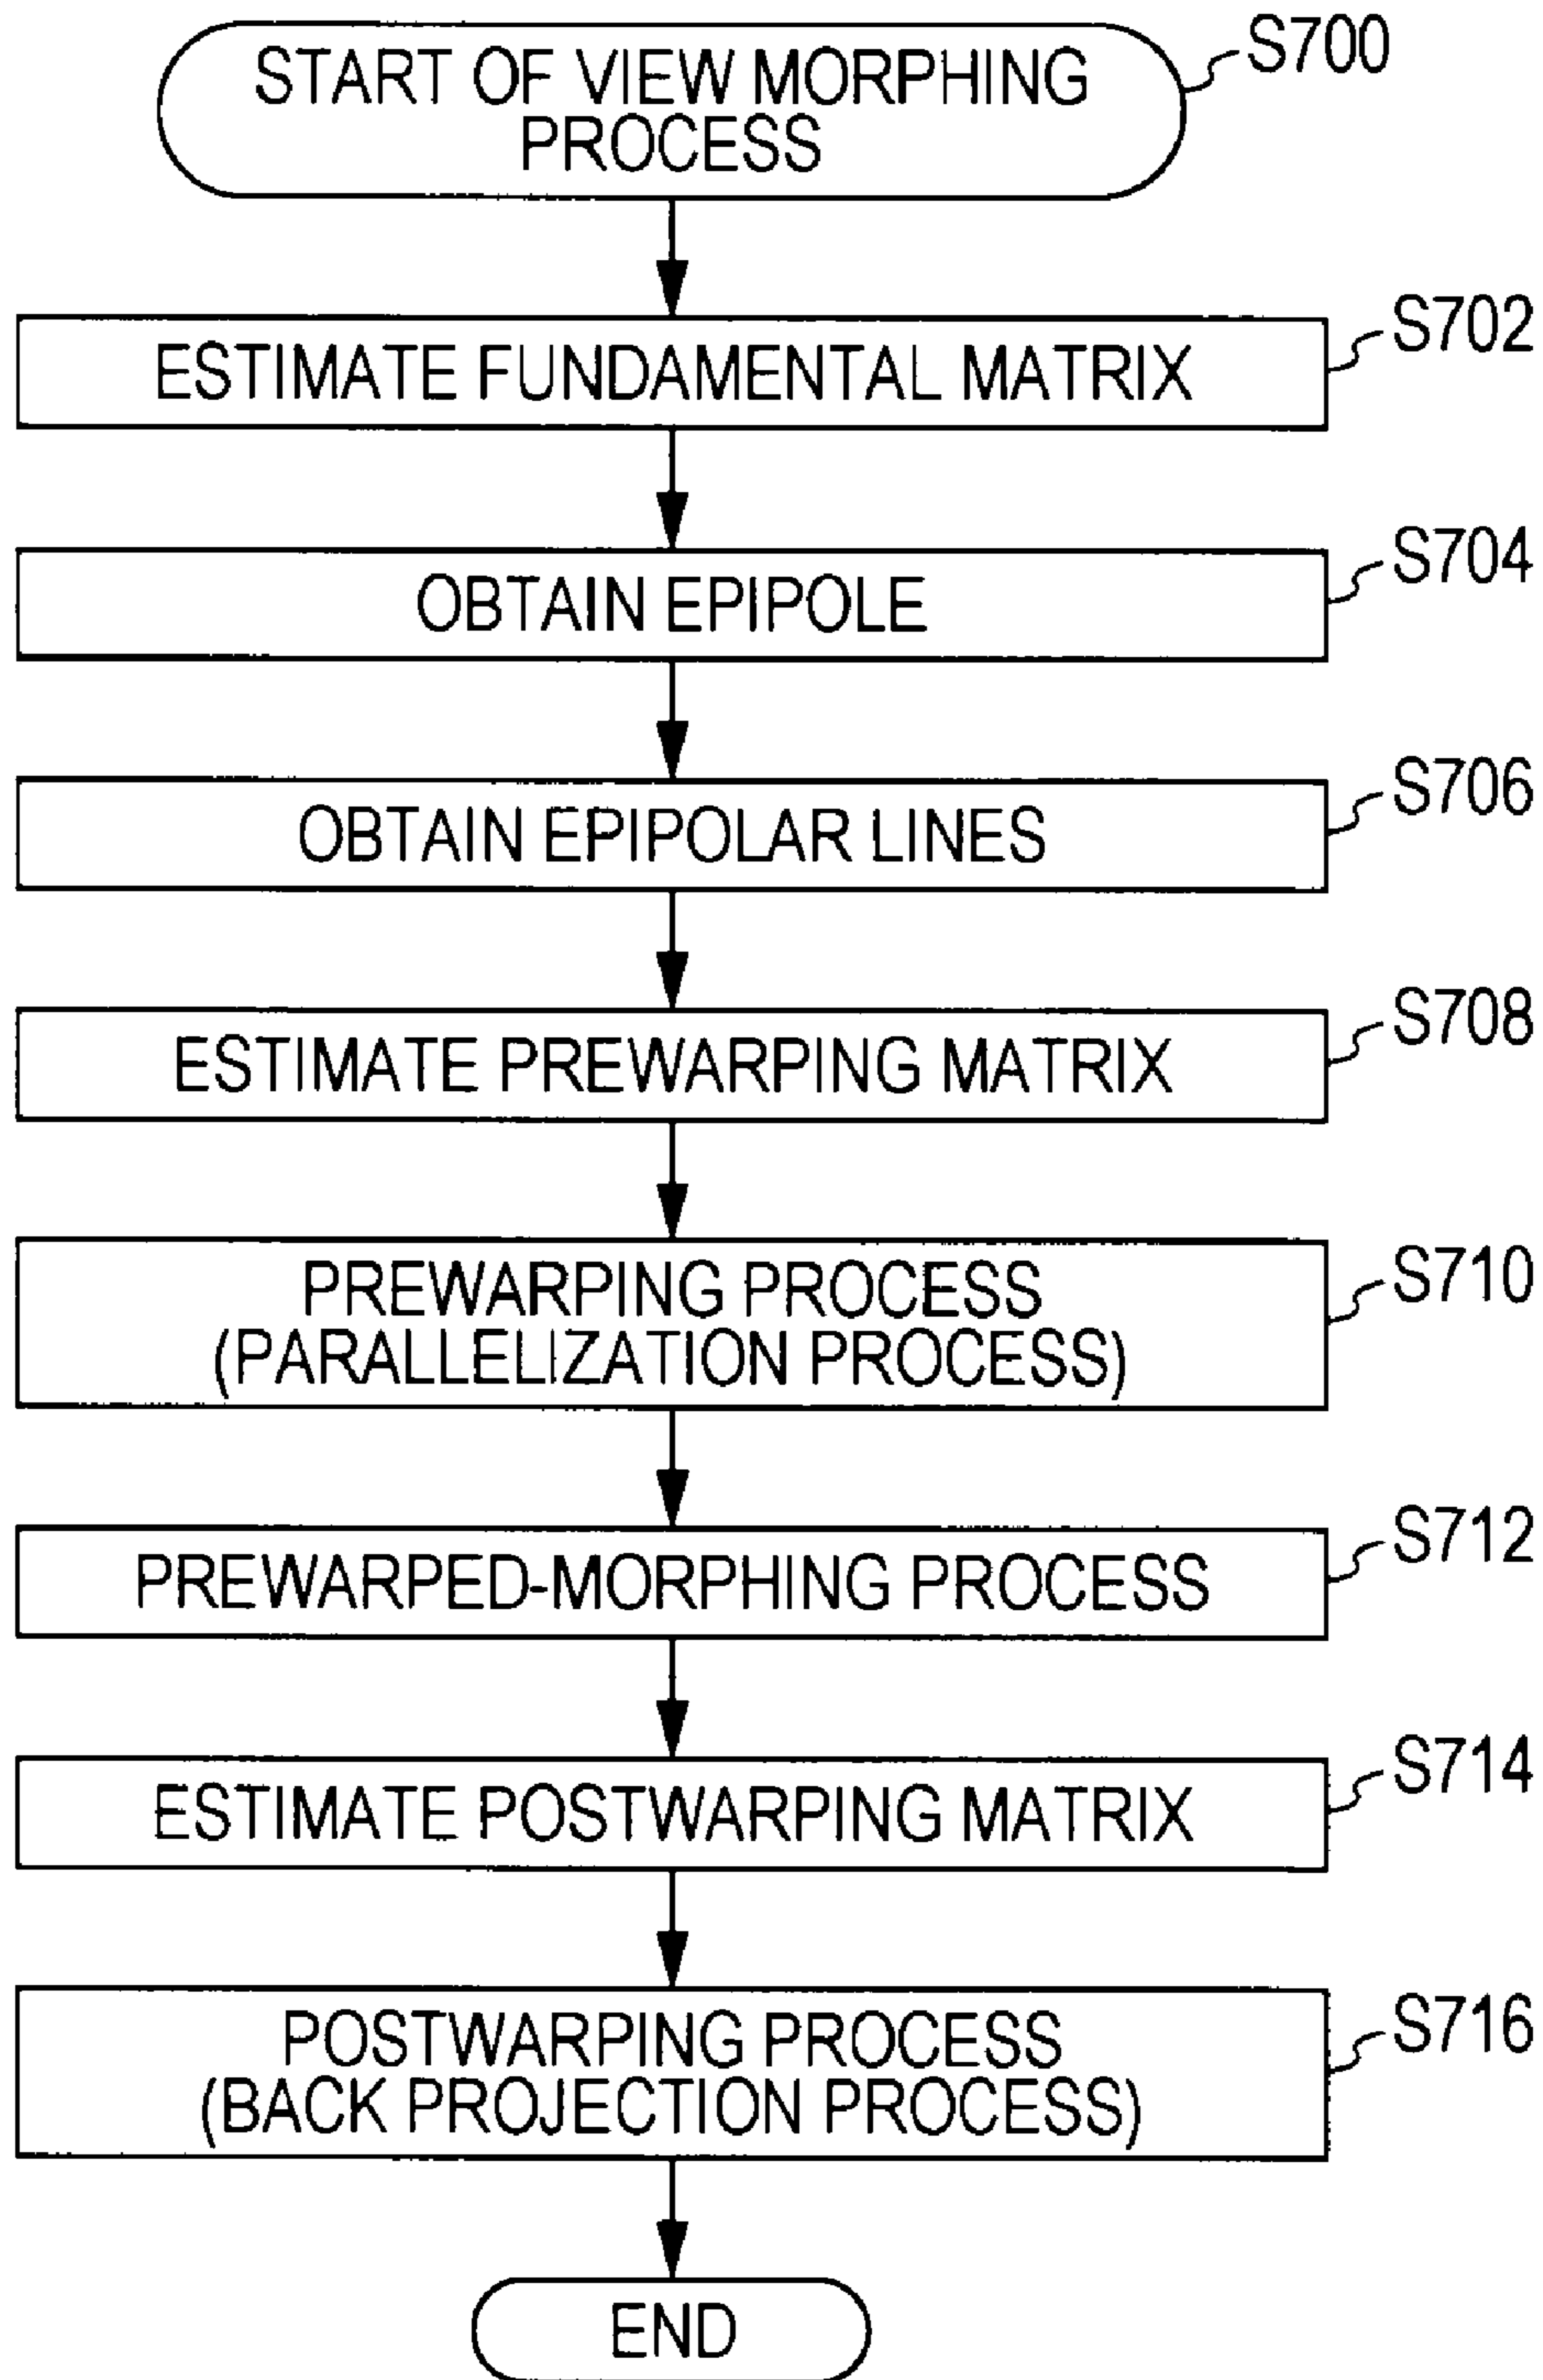 START OF VIEW MORPHING
PROCESS
S700
ESTIMATE FUNDAMENTAL MATRIX
S702
OBTAIN EPIPOLE
S704
OBTAIN EPIPOLAR LINES
S706
ESTIMATE PREWARPING MATRIX
S708
PREWARPING PROCESS
(PARALLELIZATION PROCESS)
S710
PREWARPED-MORPHING PROCESS
S712
ESTIMATE POSTWARPING MATRIX
S714
POSTWARPING PROCESS
(BACK PROJECTION PROCESS)
S716
END